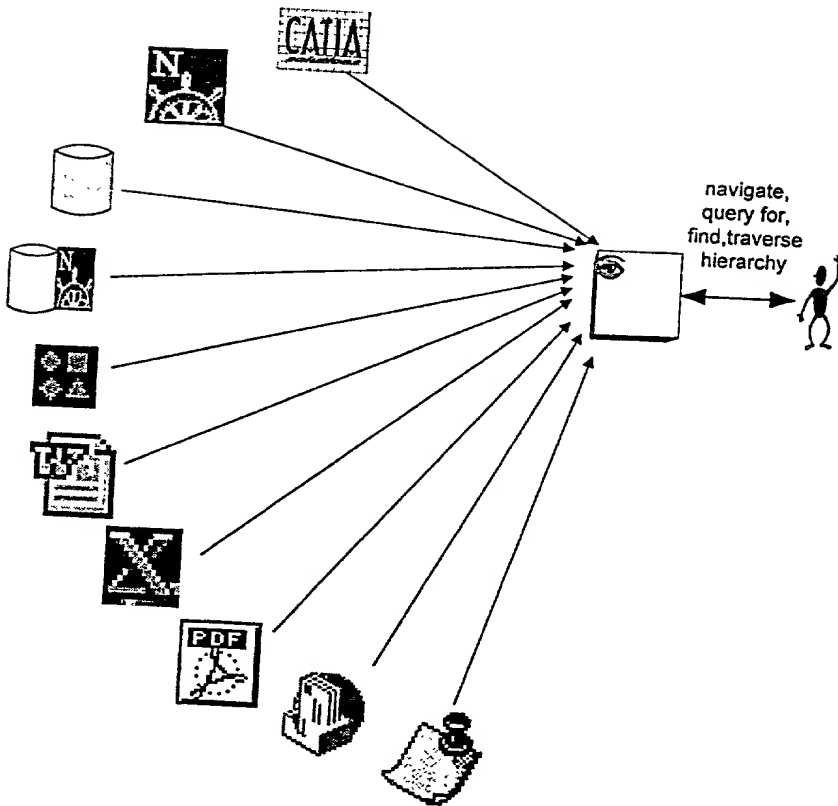 CATIA
N
navigate,
query for,
find,traverse
hierarchy
N
PDF